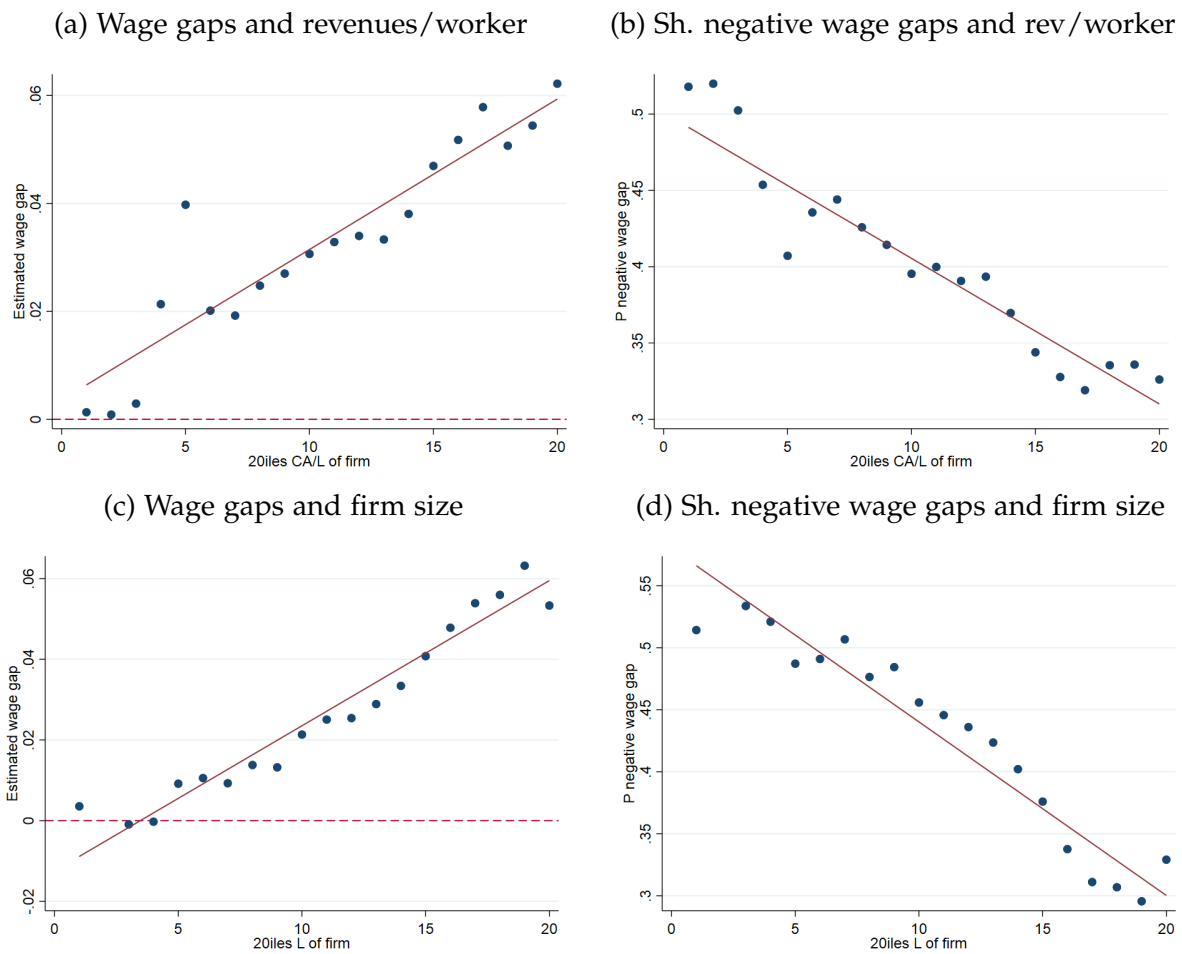 (a) Wage gaps and revenues/worker
(b) Sh. negative wage gaps and rev/worker
Estimated wage gap
.06
.04
.02
0
0 5 10 15 20
20iles CA/L of firm
P negative wage gap
.5
.45
.4
.35
.3
0 5 10 15 20
20iles CA/L of firm
(c) Wage gaps and firm size
(d) Sh. negative wage gaps and firm size
Estimated wage gap
.06
.04
.02
0
-.02
0 5 10 15 20
20iles L of firm
P negative wage gap
.55
.5
.45
.4
.35
.3
0 5 10 15 20
20iles L of firm